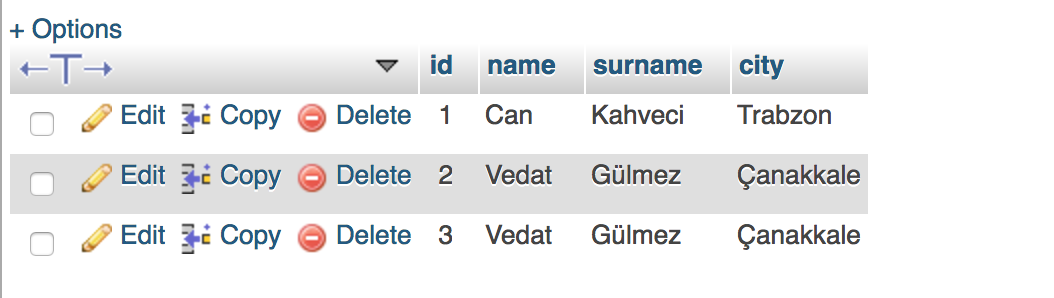 + Options
←T→ id name surname city
Edit Copy Delete 1 Can Kahveci Trabzon
Edit Copy Delete 2 Vedat Gülmez Çanakkale
Edit Copy Delete 3 Vedat Gülmez Çanakkale